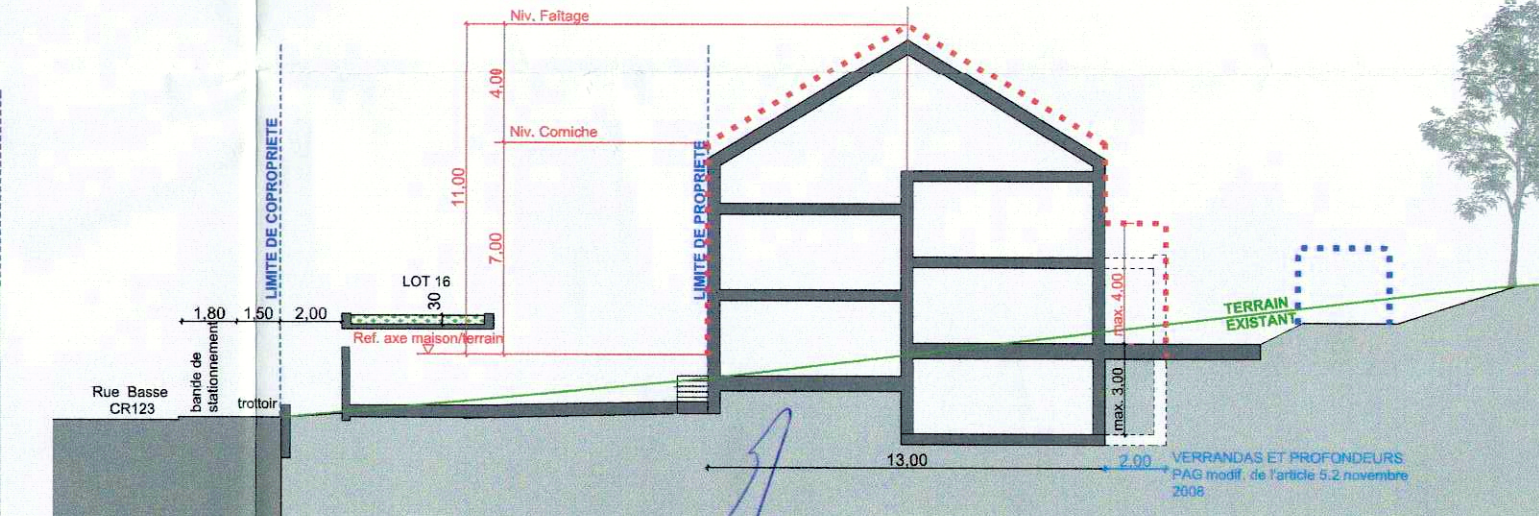 Niv. Faîtage
4,00
Niv. Corniche
11,00
7,00
LIMITE DE COPROPRIETE
LIMITE DE PROPRIETE
LOT 16
30
1,80
1,50
2,00
Ref. axe maison/terrain
TERRAIN
EXISTANT
max. 4,00
max. 3,00
Rue Basse
CR123
bande de
stationnement
trottoir
13,00
2,00
VERRANDAS ET PROFONDEURS
PAG modif. de l'article 5.2 novembre
2008